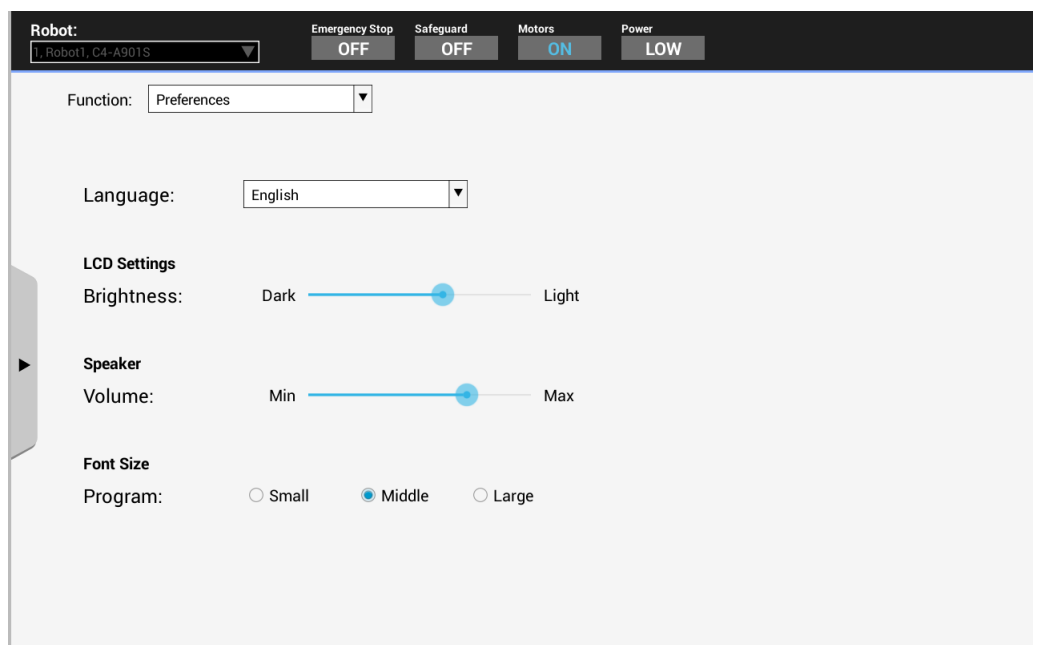 Robot: Emergency Stop Safeguard Motors Power
1, Robot1, C4-A901S OFF OFF ON LOW
Function: Preferences
Language: English
LCD Settings
Brightness: Dark Light
Speaker
Volume: Min Max
Font Size
Program: Small Middle Large